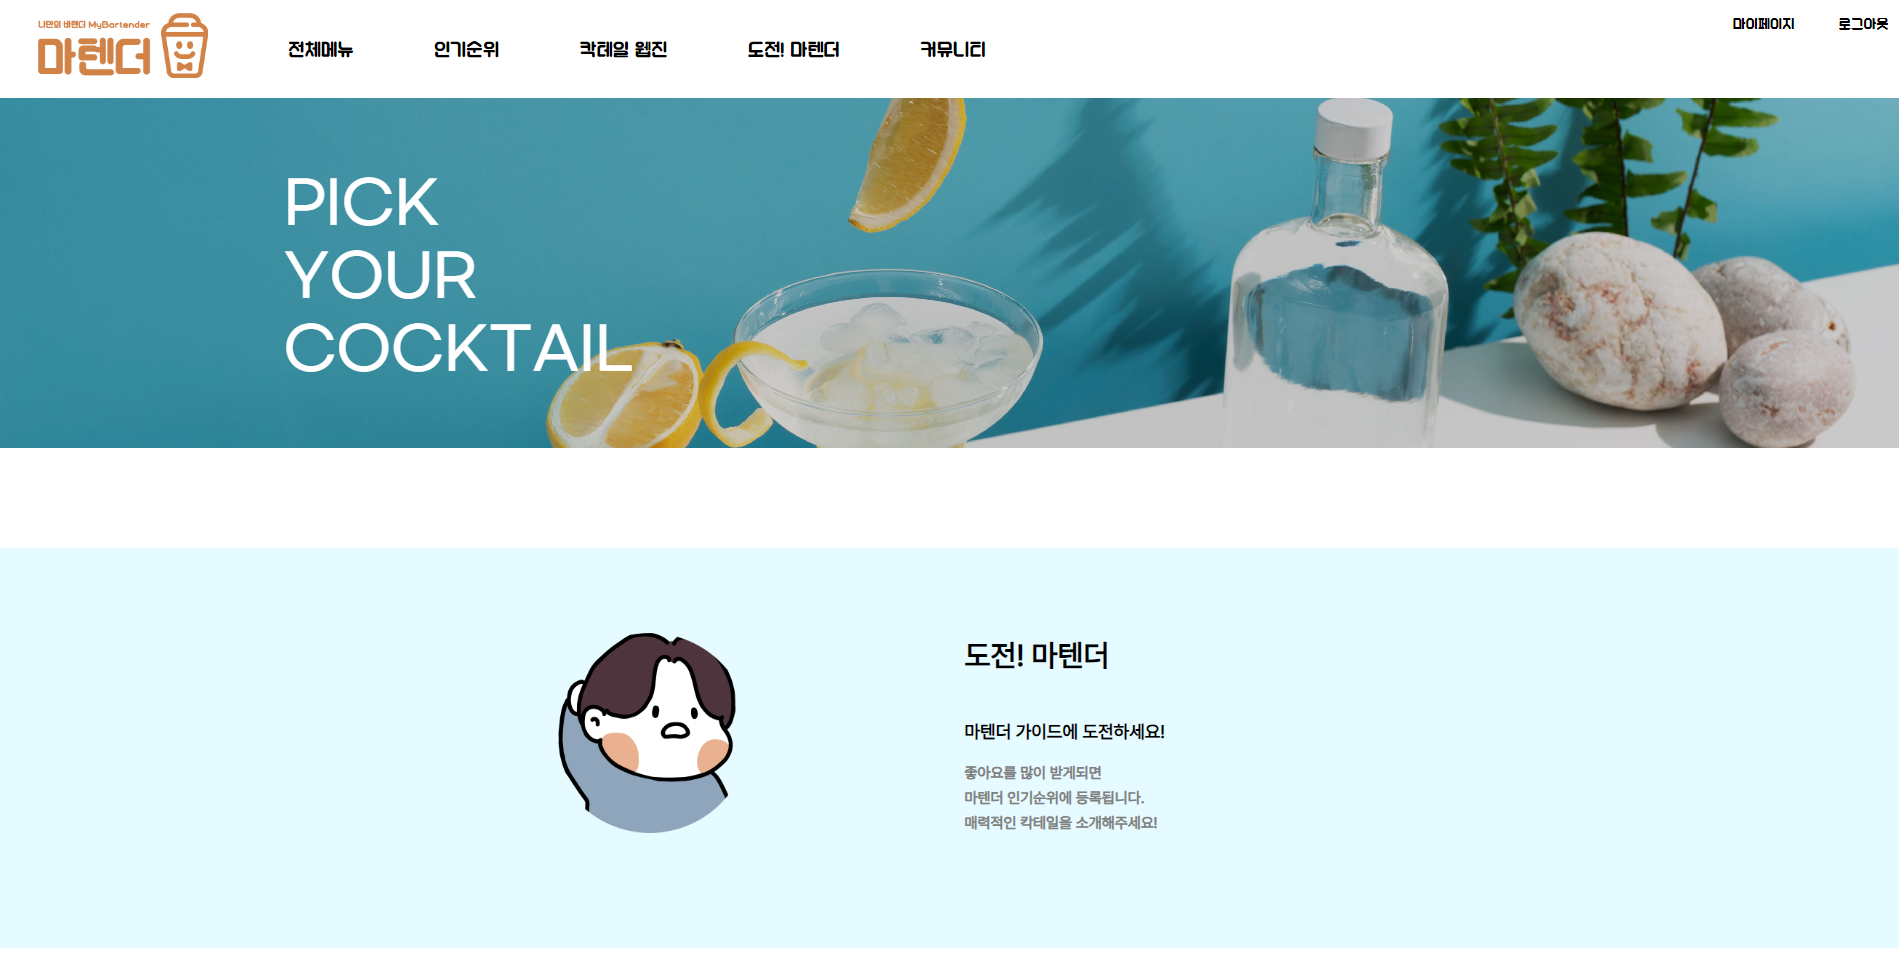 나만의 바텐더 MyBartender
마텐더
전체메뉴
인기순위
칵테일 웹진
도전! 마텐더
커뮤니티
마이페이지
로그아웃
PICK
YOUR
COCKTAIL
도전! 마텐더
마텐더 가이드에 도전하세요!
좋아요를 많이 받게되면
마텐더 인기순위에 등록됩니다.
매력적인 칵테일을 소개해주세요!